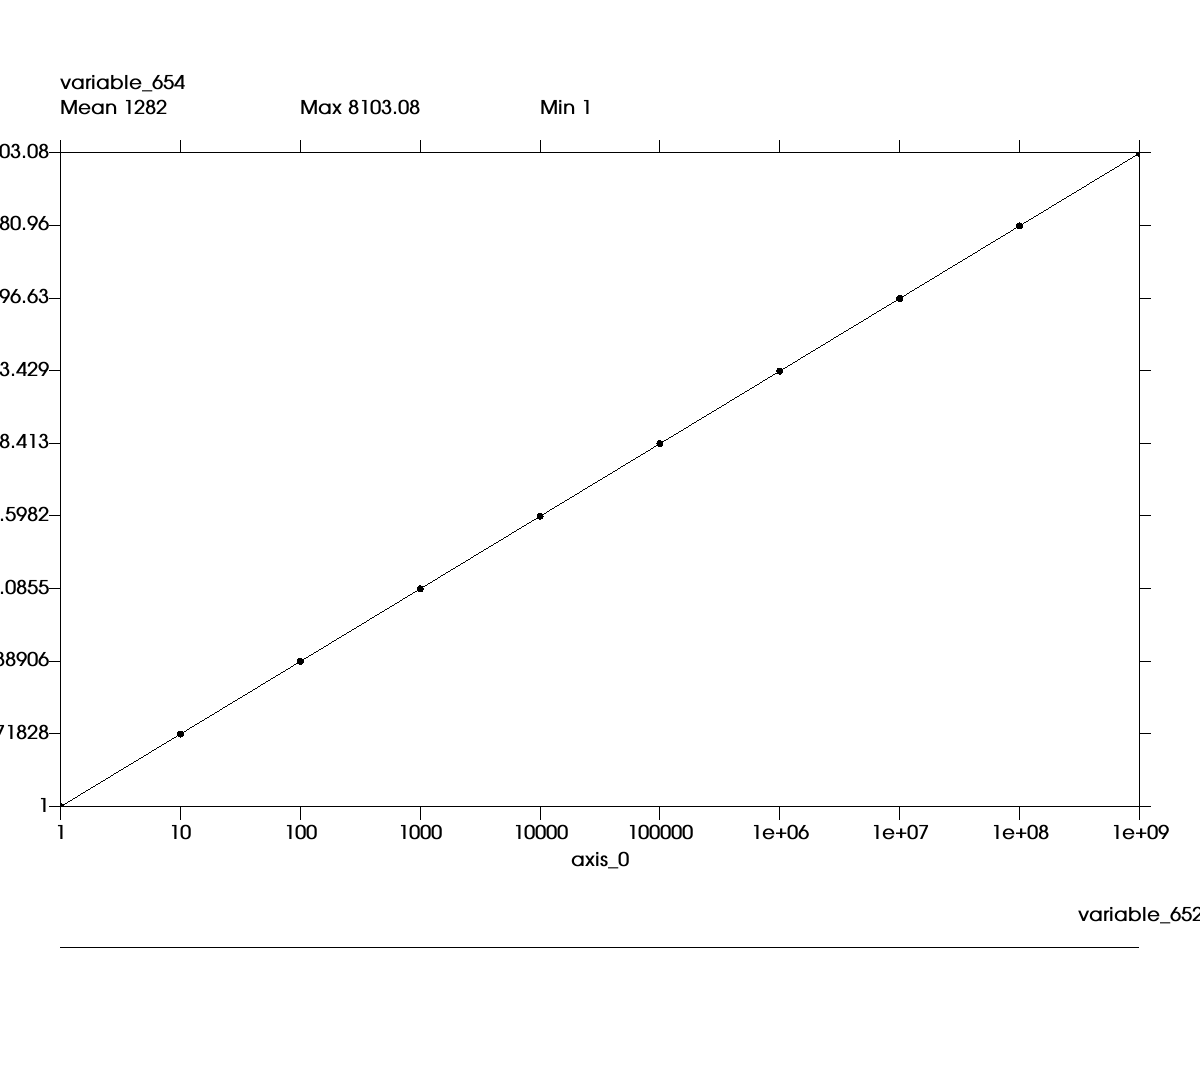 variable_654
Mean 1282 Max 8103.08 Min 1
03.08
80.96
96.63
3.429
8.413
.5982
.0855
38906
71828
1
1 10 100 1000 10000 100000 1e+06 1e+07 1e+08 1e+09
axis_0
variable_652